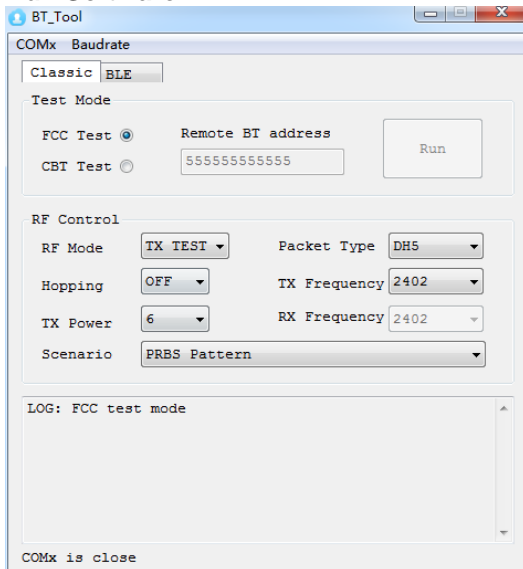 BT_Tool
COMx Baudrate
Classic BLE
Test Mode
FCC Test Remote BT address
CBT Test 555555555555 Run
RF Control
RF Mode TX TEST Packet Type DH5
Hopping OFF TX Frequency 2402
TX Power 6 RX Frequency 2402
Scenario PRBS Pattern
LOG: FCC test mode
COMx is close